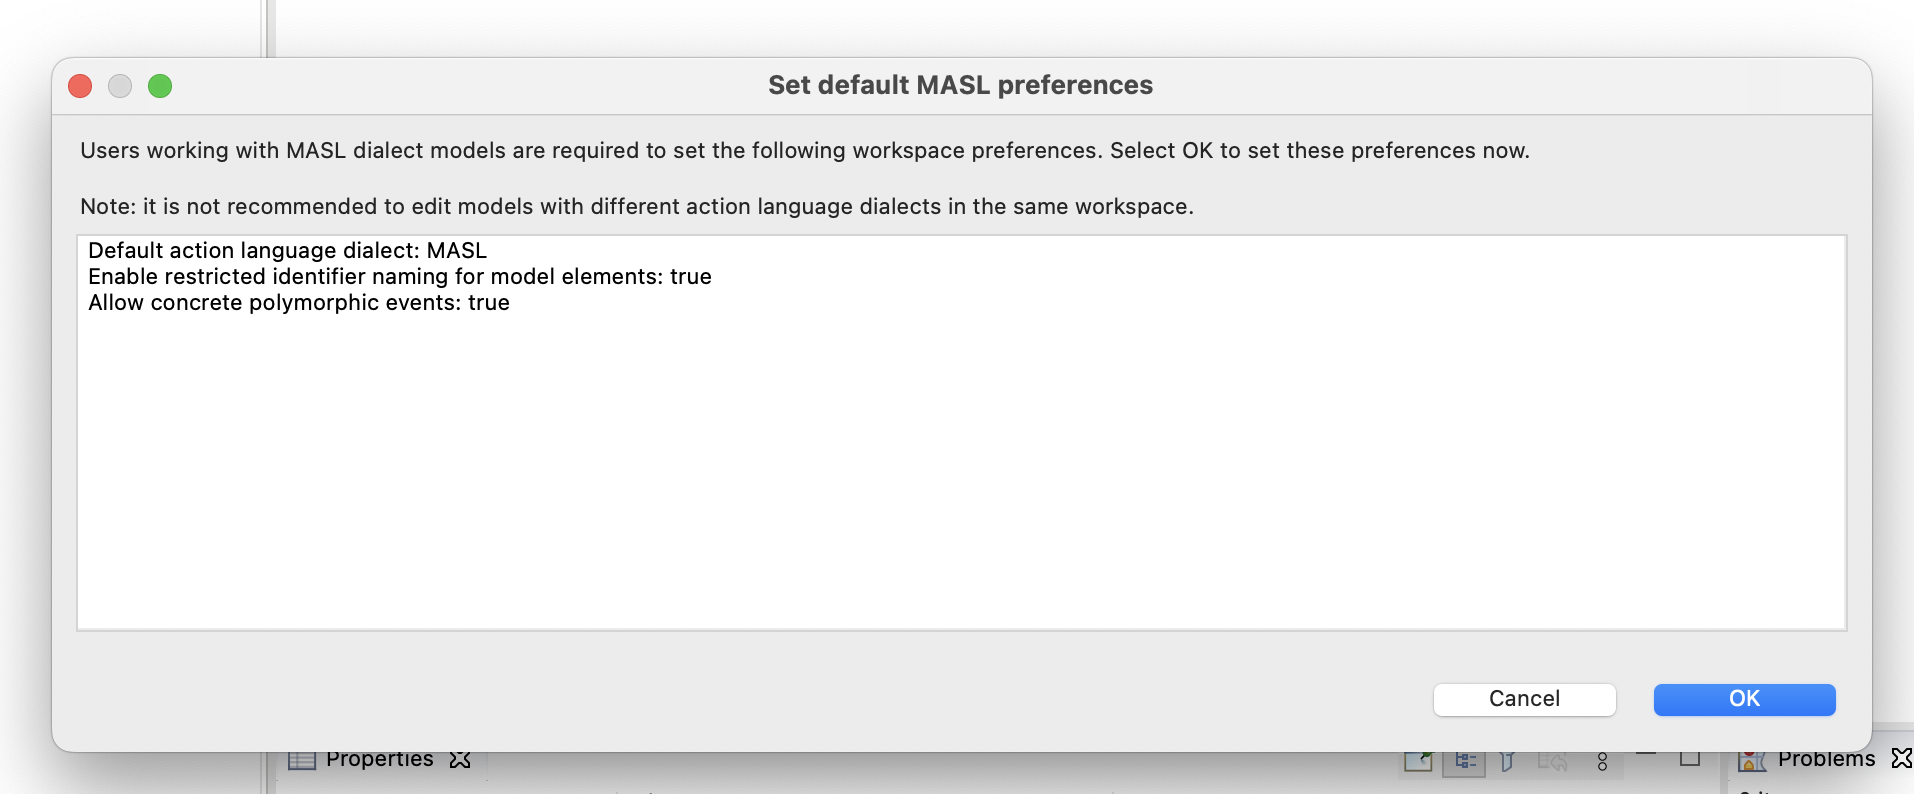 Set default MASL preferences
Users working with MASL dialect models are required to set the following workspace preferences. Select OK to set these preferences now.
Note: it is not recommended to edit models with different action language dialects in the same workspace.
Default action language dialect: MASL
Enable restricted identifier naming for model elements: true
Allow concrete polymorphic events: true
Cancel
OK
Properties
Problems